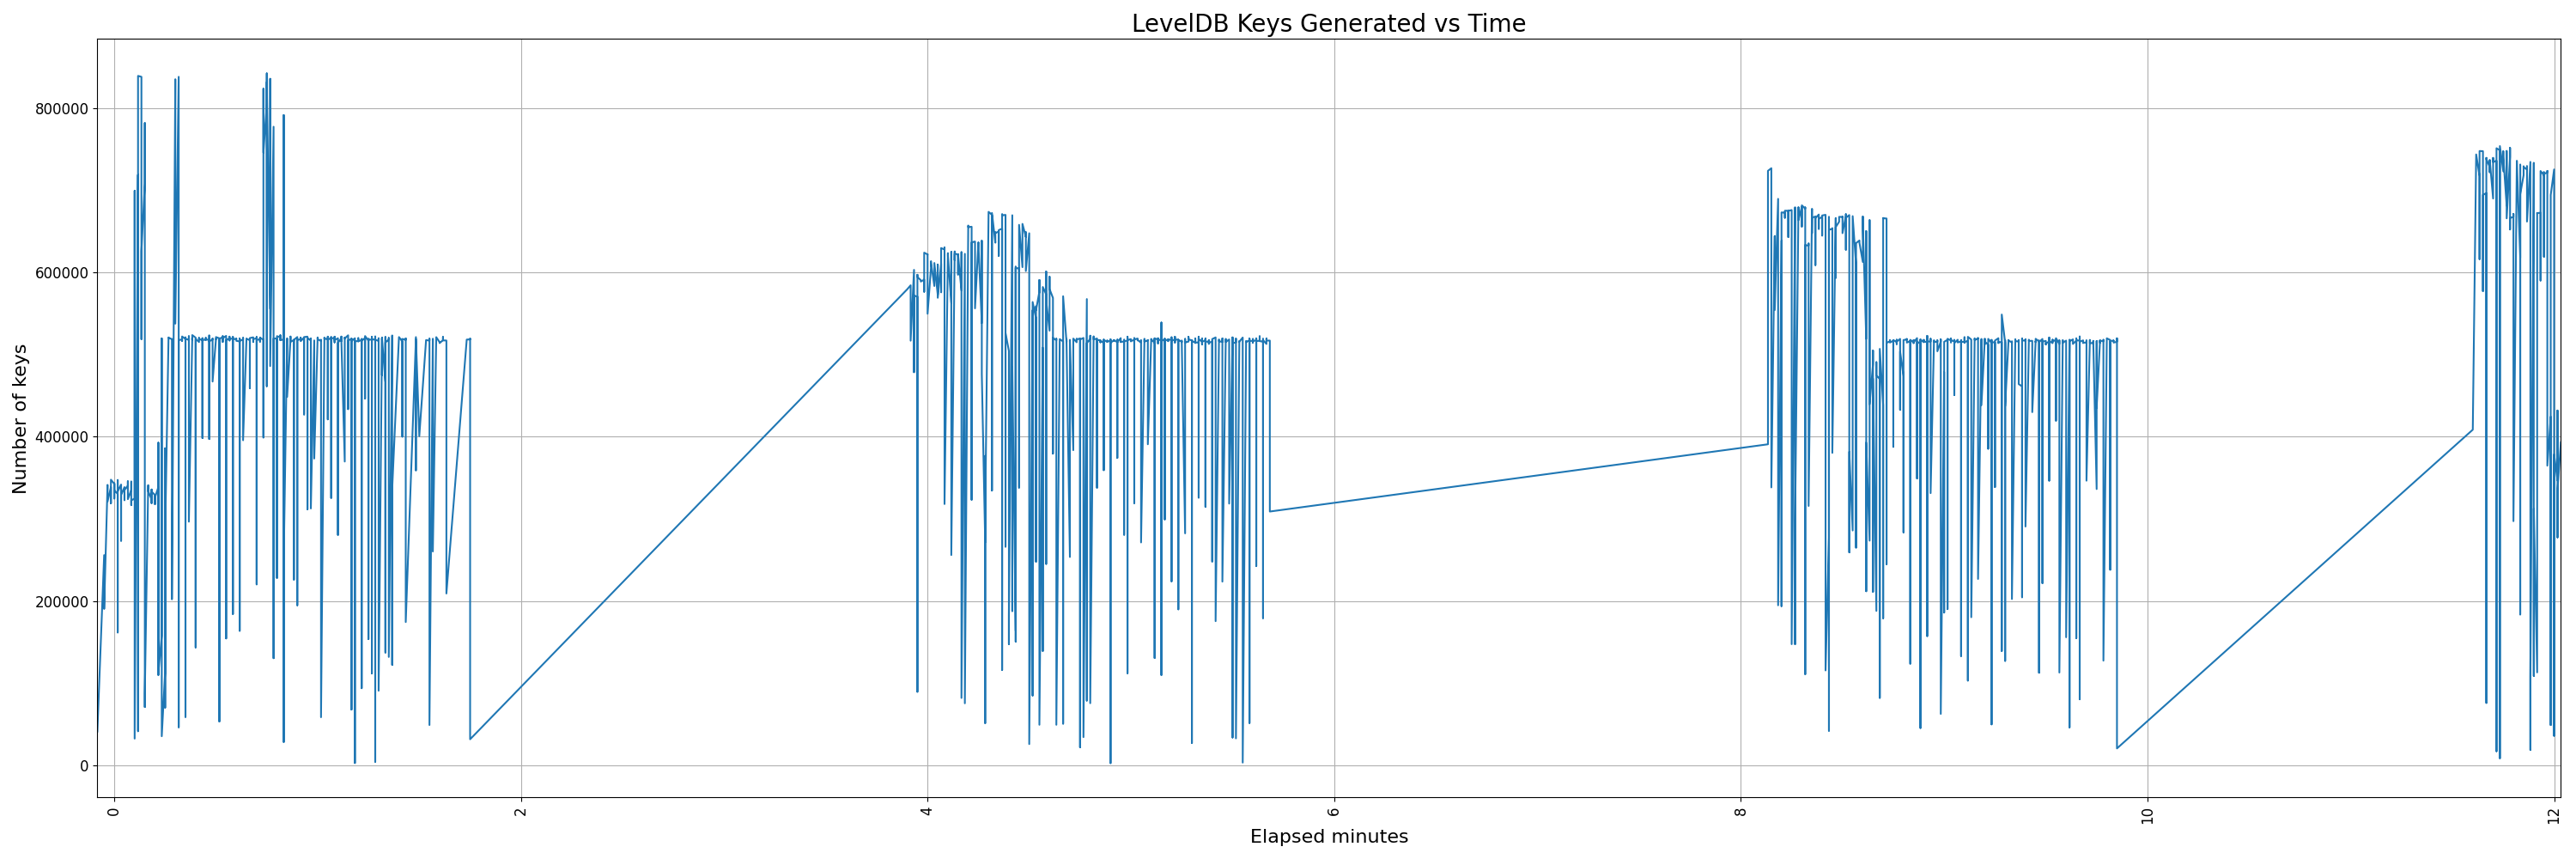 LevelDB Keys Generated vs Time
Number of keys
800000
600000
400000
200000
0
0 2 4 6 8 10 12
Elapsed minutes